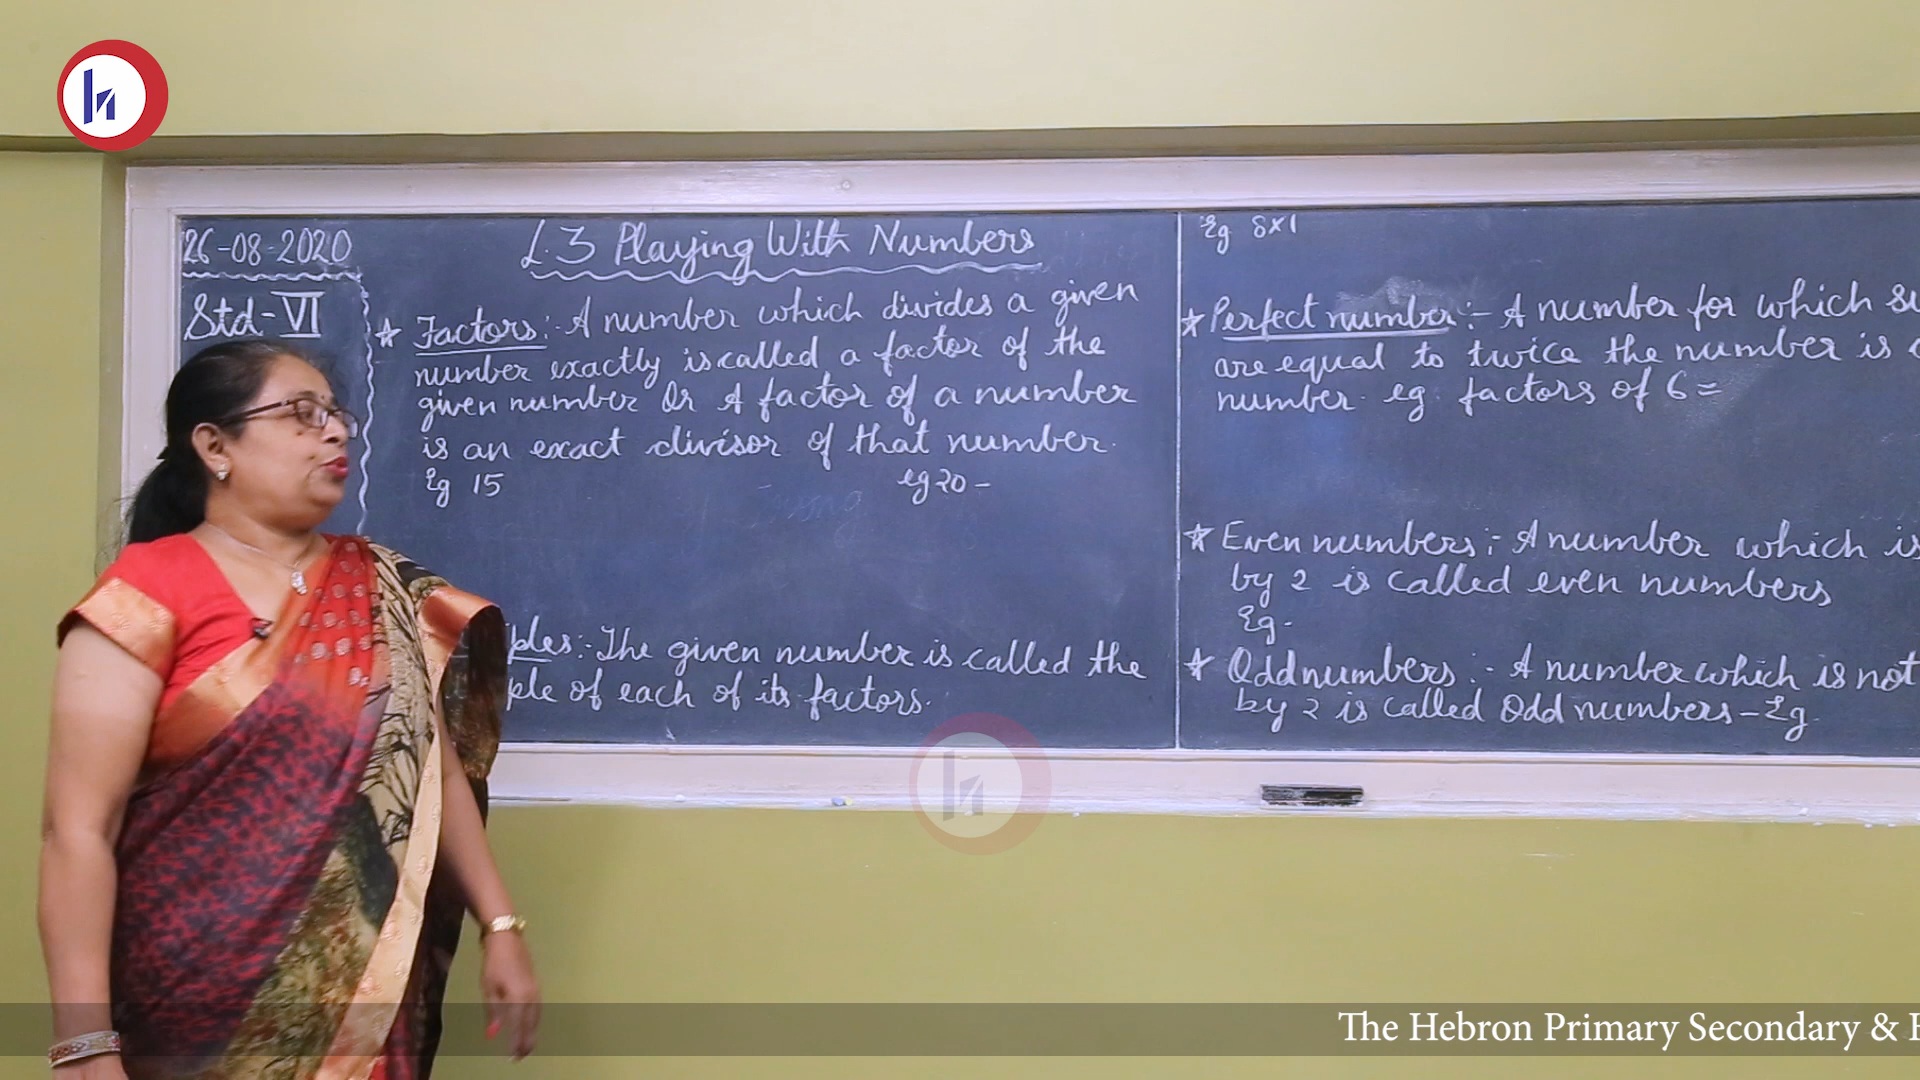 26-08-2020
Std-VI
L.3 Playing With Numbers
★ Factors:- A number which divides a given
number exactly is called a factor of the
given number Or A factor of a number
is an exact divisor of that number.
Eg 15 eg 20 -
ples:- The given number is called the
ple of each of its factors.
Eg 8×1
★ Perfect number:- A number for which su
are equal to twice the number is
number. eg. factors of 6 =
★ Even numbers:- A number which is
by 2 is called even numbers
Eg-
★ Odd numbers:- A number which is not
by 2 is called Odd numbers - Eg.
The Hebron Primary Secondary &